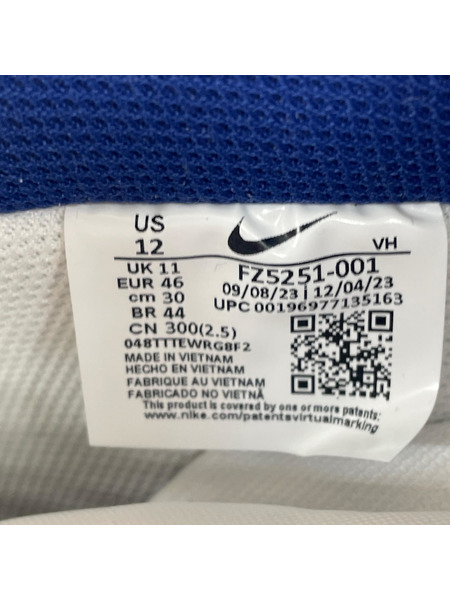 US
12
VH
UK 11
EUR 46
cm 30
BR 44
CN 300(2.5)
FZ5251-001
09/08/23 | 12/04/23
UPC 00196977135163
048TTTEWRG8F2
MADE IN VIETNAM
HECHO EN VIETNAM
FABRIQUE AU VIETNAM
FABRICADO NO VIETNÃ
This product is covered by one or more patents:
www.nike.com/patentsvirtualmarking